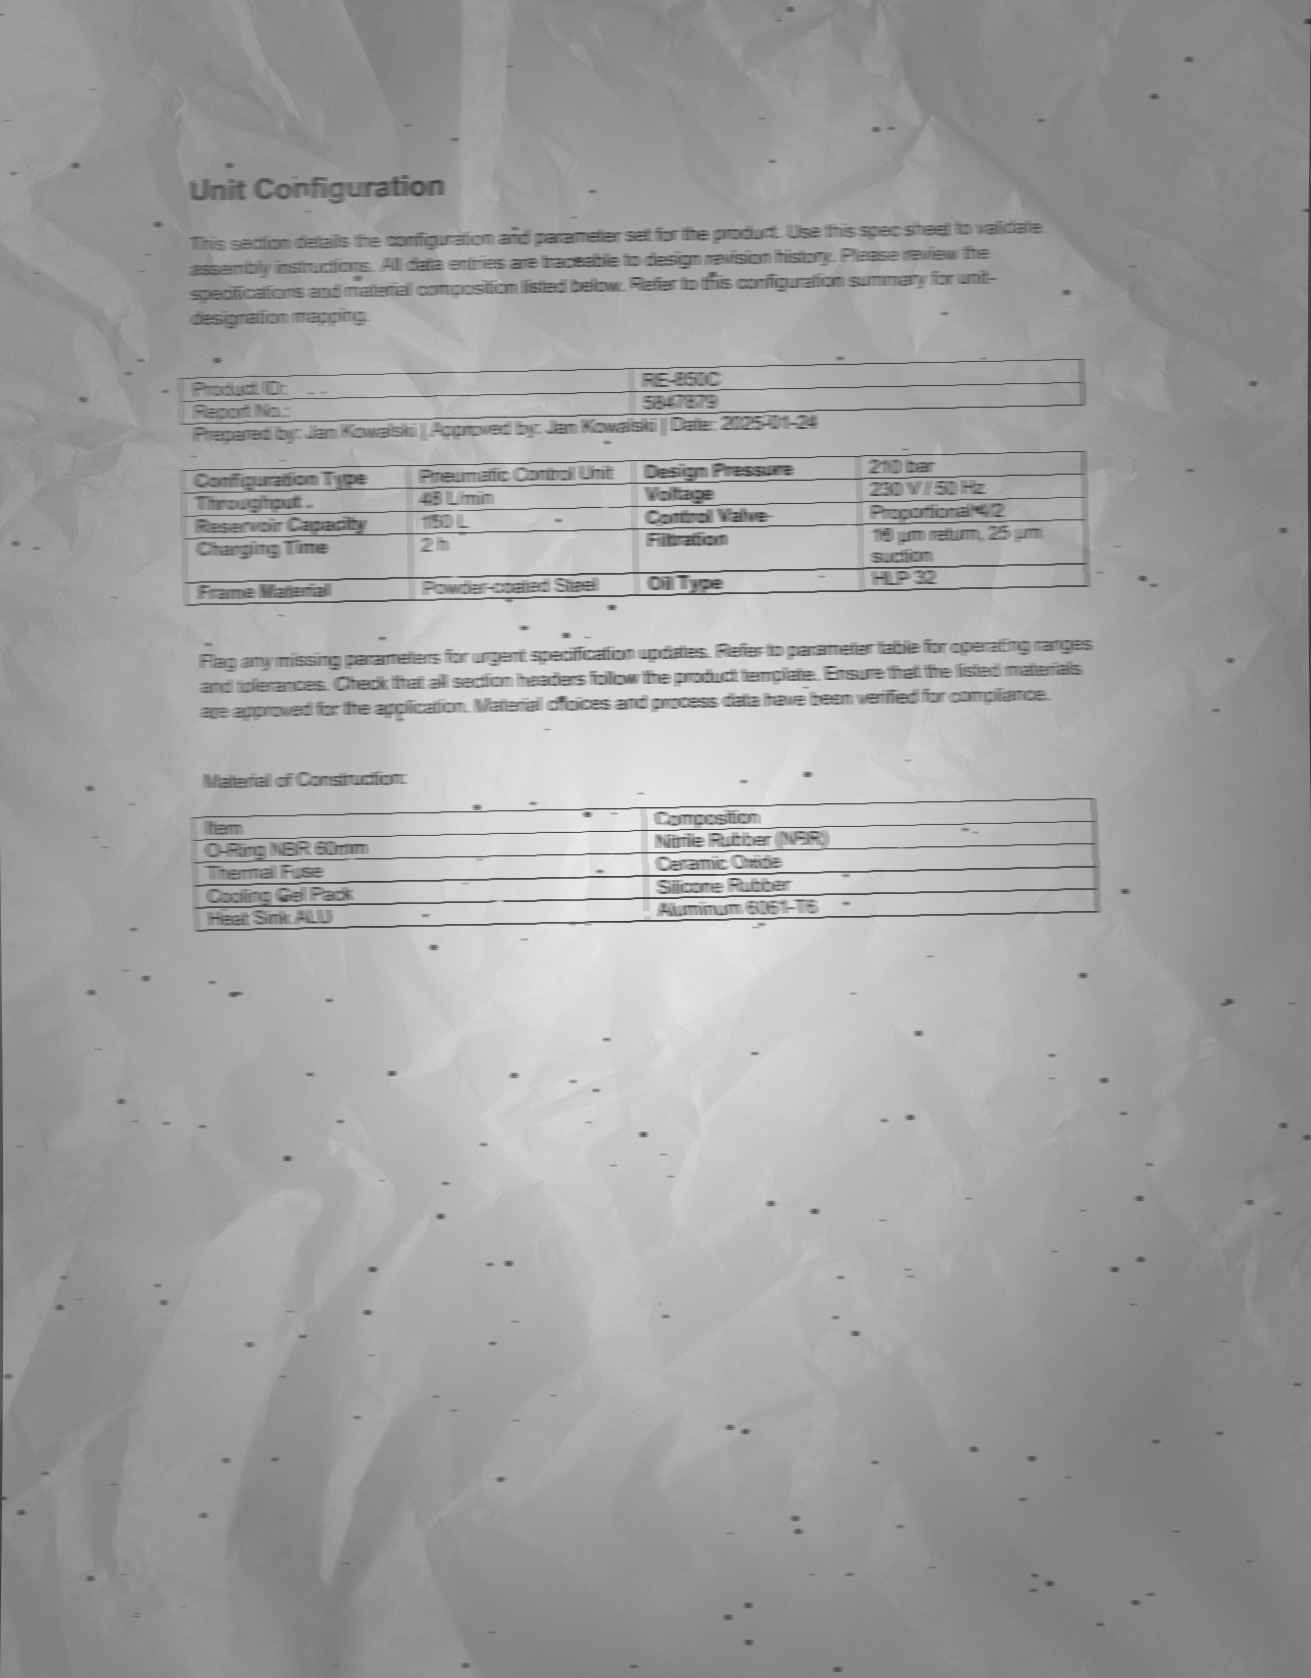 Unit Configuration
This section details the configuration and parameter set for the product. Use this spec sheet to validate
assembly instructions. All data entries are traceable to design revision history. Please review the
specifications and material composition listed below. Refer to this configuration summary for unit-
designation mapping.
Product ID: RE-850C
Report No.: 5847879
Prepared by: Jan Kowalski | Approved by: Jan Kowalski | Date: 2025-01-24
Configuration Type Pneumatic Control Unit Design Pressure 210 bar
Throughput 48 L/min Voltage 230 V // 50 Hz
Reservoir Capacity 150 L Control Valve Proportional 4/2
Charging Time 2 h Filtration 10 µm return, 25 µm
suction
Frame Material Powder-coated Steel Oil Type HLP 32
Flag any missing parameters for urgent specification updates. Refer to parameter table for operating ranges
and tolerances. Check that all section headers follow the product template. Ensure that the listed materials
are approved for the application. Material choices and process data have been verified for compliance.
Material of Construction:
Item Composition
O-Ring NBR 60mm Nitrile Rubber (NBR)
Thermal Fuse Ceramic Oxide
Cooling Gel Pack Silicone Rubber
Heat Sink ALU Aluminum 6061-T6